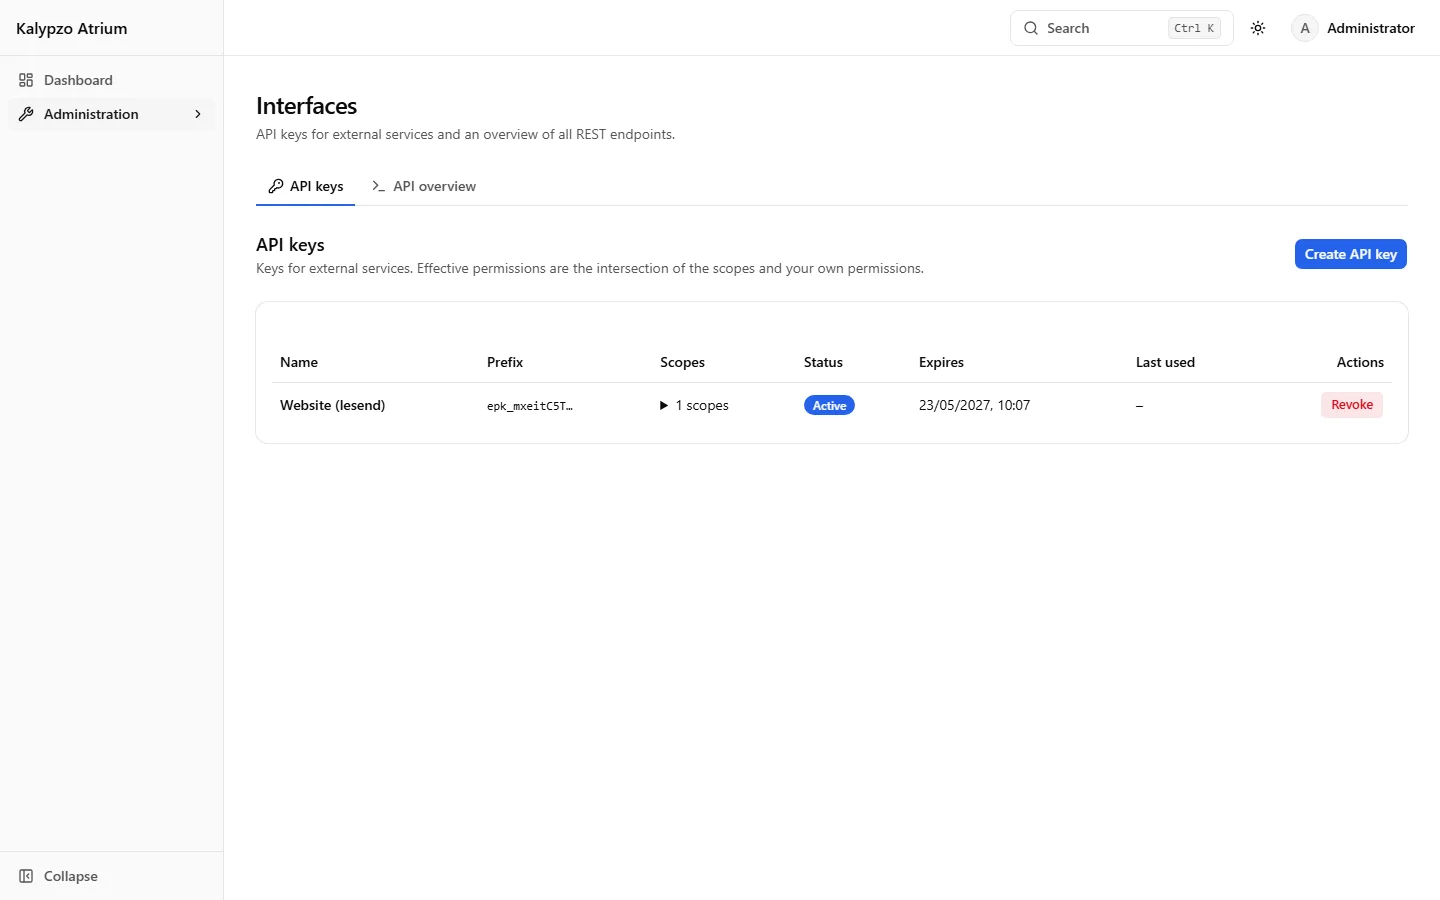 Kalypzo Atrium
Search
Ctrl K
A
Administrator
Dashboard
Administration
Interfaces
API keys for external services and an overview of all REST endpoints.
API keys
API overview
API keys
Keys for external services. Effective permissions are the intersection of the scopes and your own permissions.
Create API key
Name Prefix Scopes Status Expires Last used Actions
Website (lesend) epk_mxeitC5T… 1 scopes Active 23/05/2027, 10:07 – Revoke
Collapse